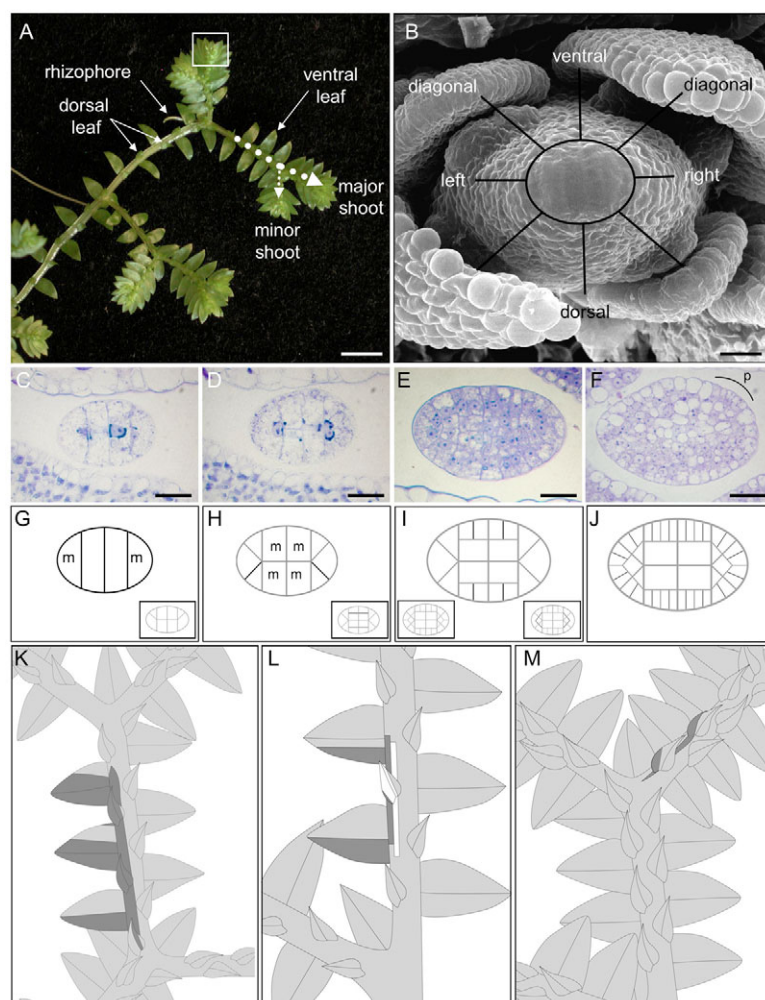 A
rhizophore
dorsal
leaf
ventral
leaf
major
shoot
minor
shoot
B
ventral
diagonal
diagonal
left
right
dorsal
C
D
E
F
p
G
m
m
H
m
m
m
m
I
J
K
L
M